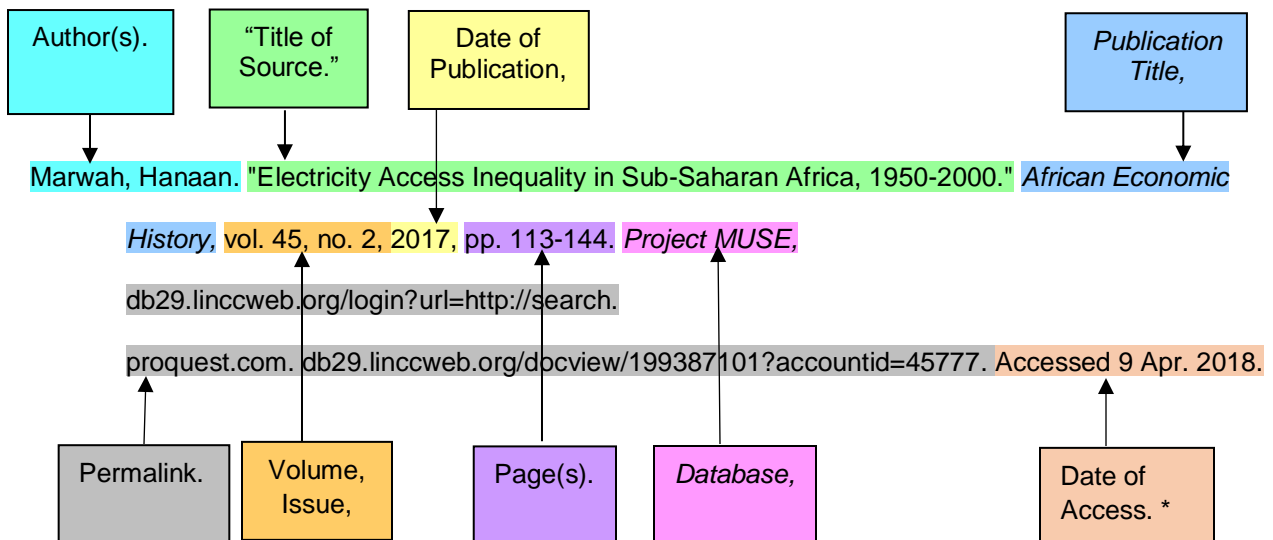 Author(s).
“Title of
Source.”
Date of
Publication,
Publication
Title,
Marwah, Hanaan. "Electricity Access Inequality in Sub-Saharan Africa, 1950-2000." African Economic
History, vol. 45, no. 2, 2017, pp. 113-144. Project MUSE,
db29.linccweb.org/login?url=http://search.
proquest.com. db29.linccweb.org/docview/199387101?accountid=45777. Accessed 9 Apr. 2018.
Permalink.
Volume,
Issue,
Page(s).
Database,
Date of
Access. *